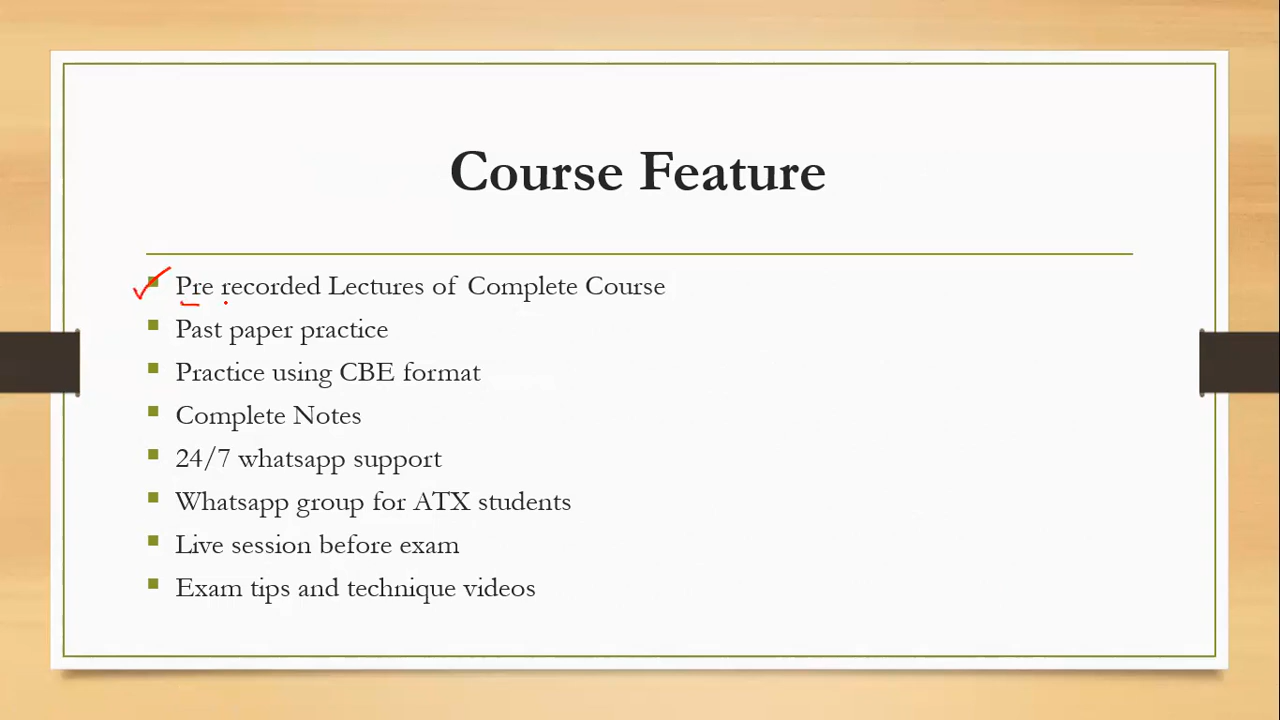 Course Feature
Pre recorded Lectures of Complete Course
Past paper practice
Practice using CBE format
Complete Notes
24/7 whatsapp support
Whatsapp group for ATX students
Live session before exam
Exam tips and technique videos